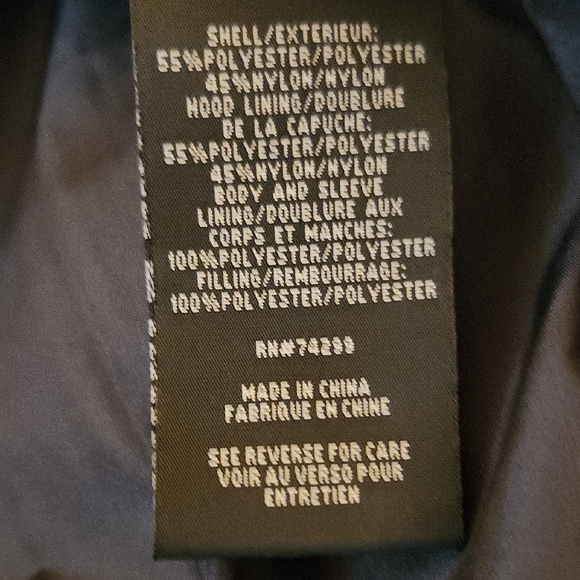 SHELL/EXTERIEUR:
55%POLYESTER/POLYESTER
45%NYLON/NYLON
HOOD LINING/DOUBLURE
DE LA CAPUCHE:
55%POLYESTER/POLYESTER
45%NYLON/NYLON
BODY AND SLEEVE
LINING/DOUBLURE AUX
CORPS ET MANCHES:
100%POLYESTER/POLYESTER
FILLING/REMBOURRAGE:
100%POLYESTER/POLYESTER
RN#74299
MADE IN CHINA
FABRIQUE EN CHINE
SEE REVERSE FOR CARE
VOIR AU VERSO POUR
ENTRETIEN